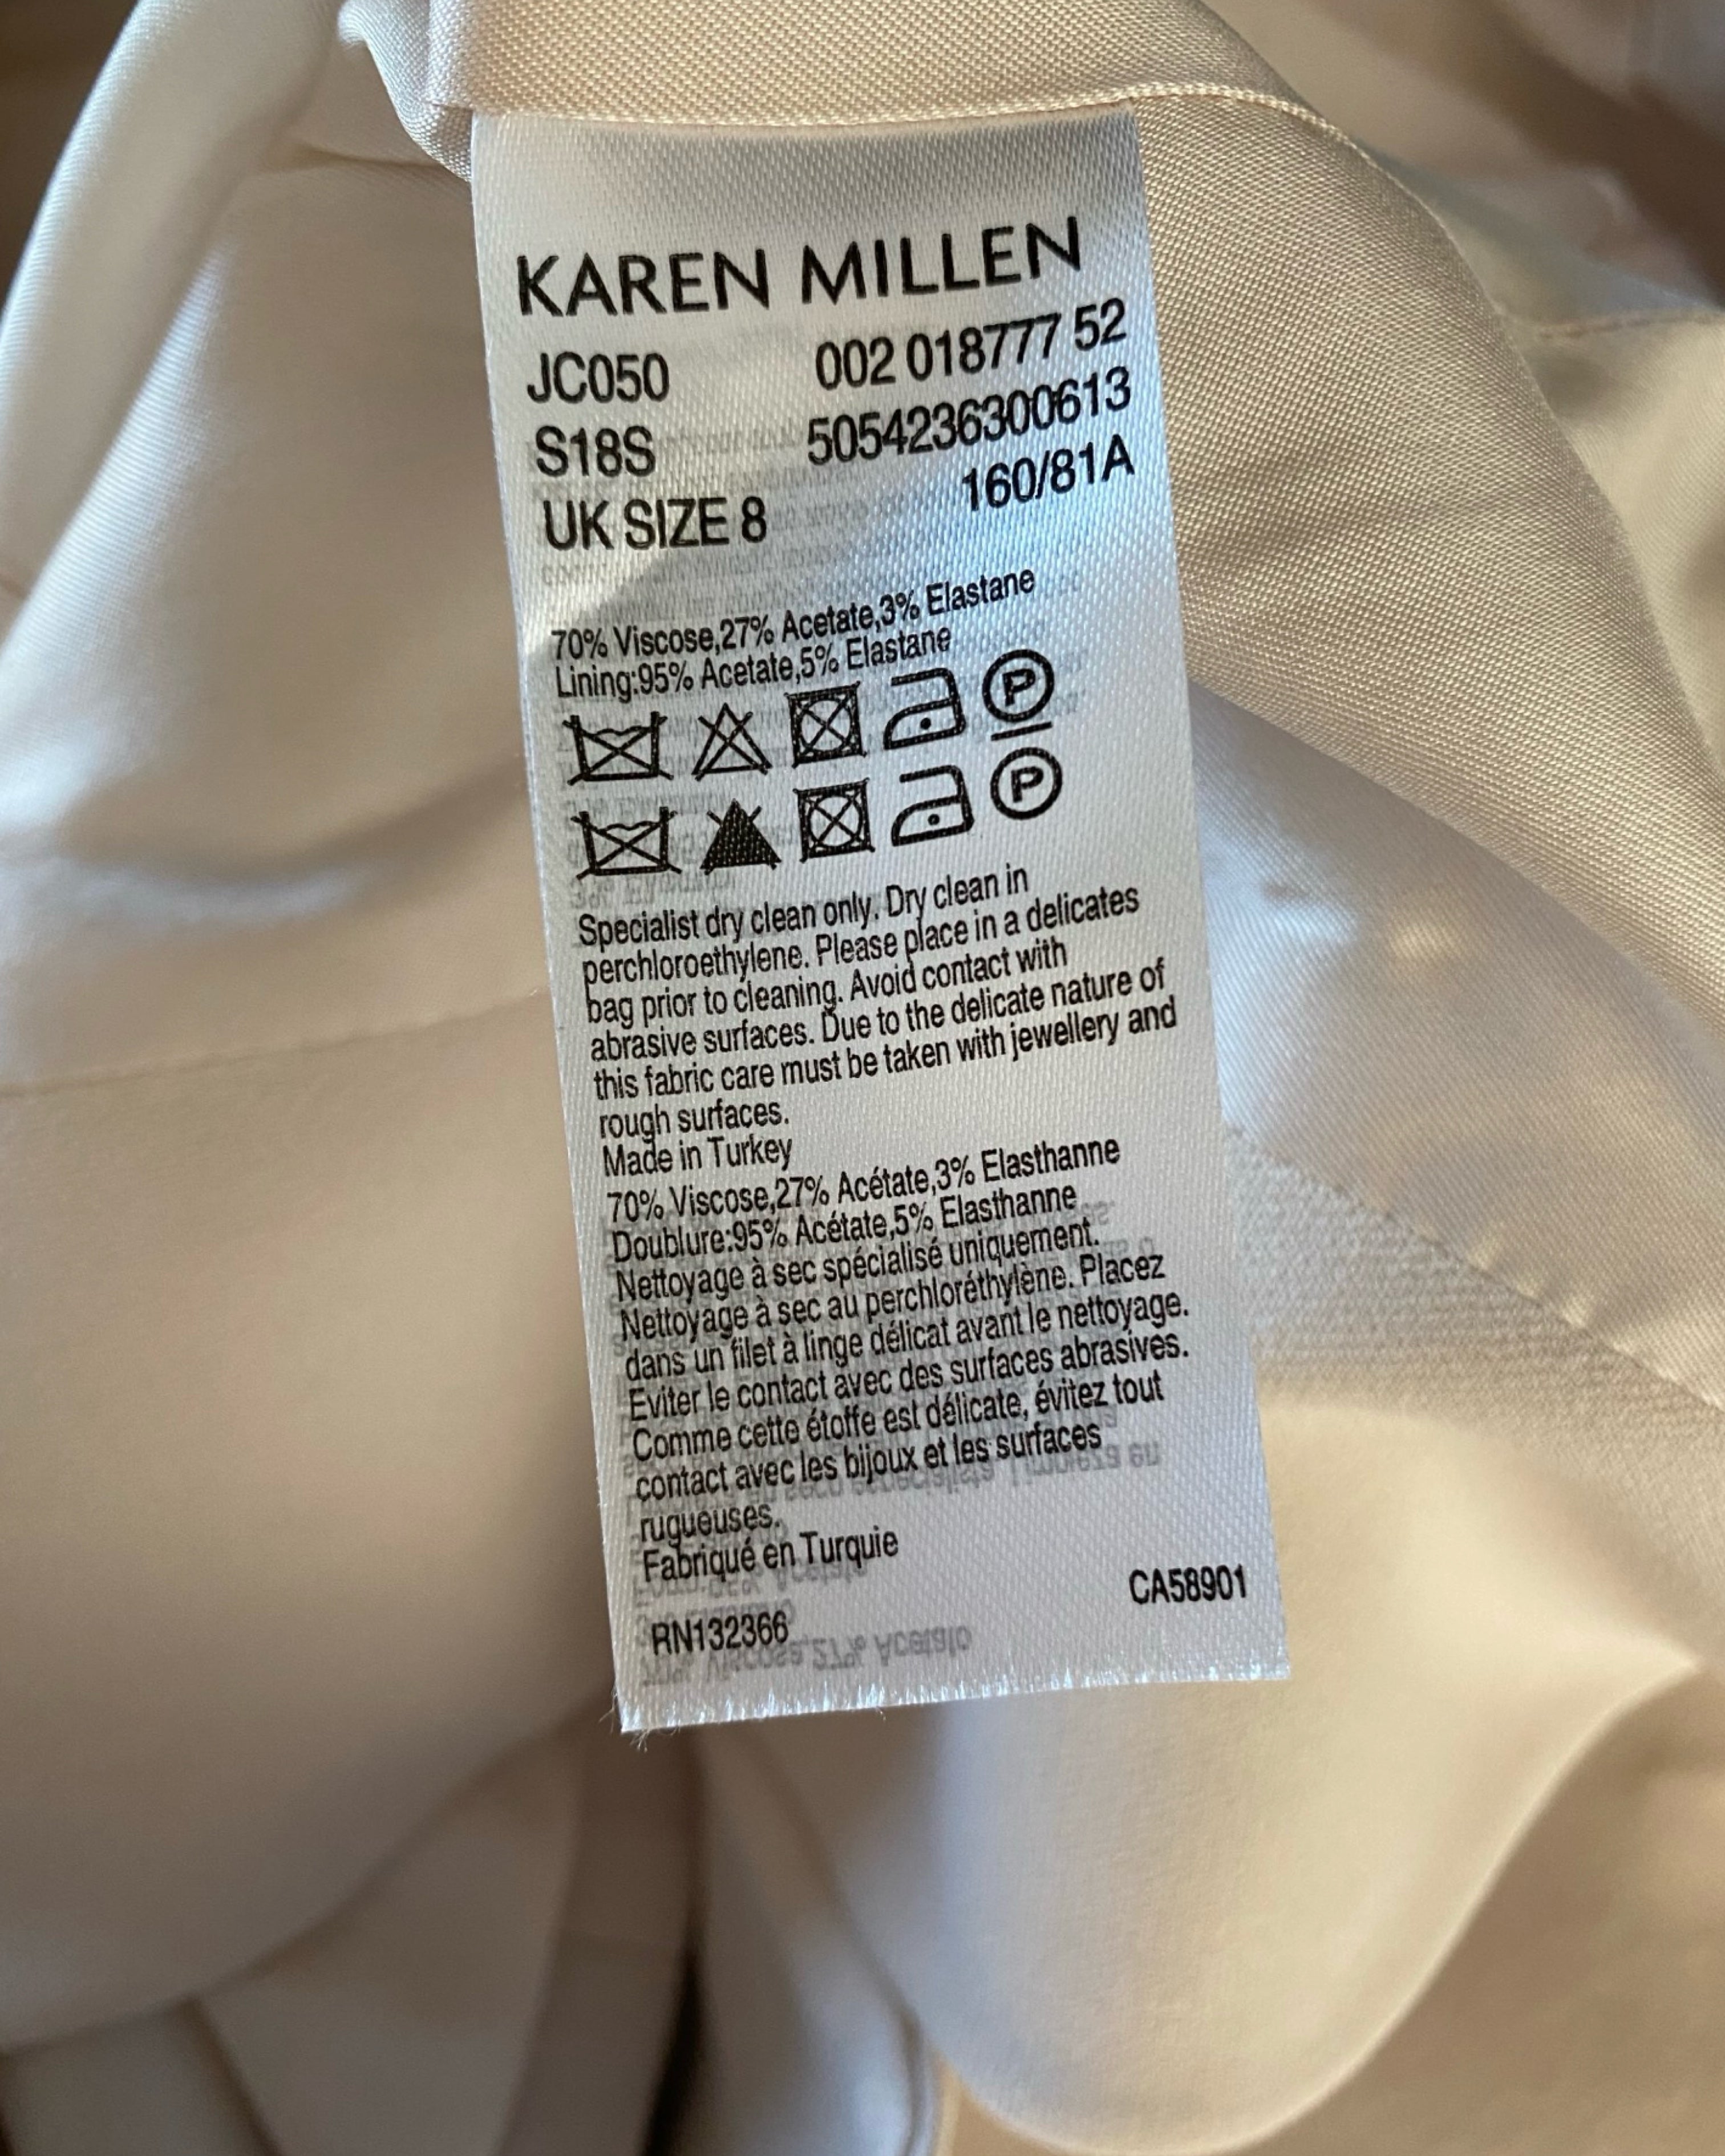 KAREN MILLEN
JC050 002 018777 52
S18S 5054236300613
UK SIZE 8 160/81A
70% Viscose,27% Acetate,3% Elastane
Lining:95% Acetate,5% Elastane
P
P
Specialist dry clean only. Dry clean in
perchloroethylene. Please place in a delicates
bag prior to cleaning. Avoid contact with
abrasive surfaces. Due to the delicate nature of
this fabric care must be taken with jewellery and
rough surfaces.
Made in Turkey
70% Viscose,27% Acétate,3% Elasthanne
Doublure:95% Acétate,5% Elasthanne
Nettoyage à sec spécialisé uniquement.
Nettoyage à sec au perchloréthylène. Placez
dans un filet à linge délicat avant le nettoyage.
Eviter le contact avec des surfaces abrasives.
Comme cette étoffe est délicate, évitez tout
contact avec les bijoux et les surfaces
rugueuses.
Fabriqué en Turquie
RN132366 CA58901